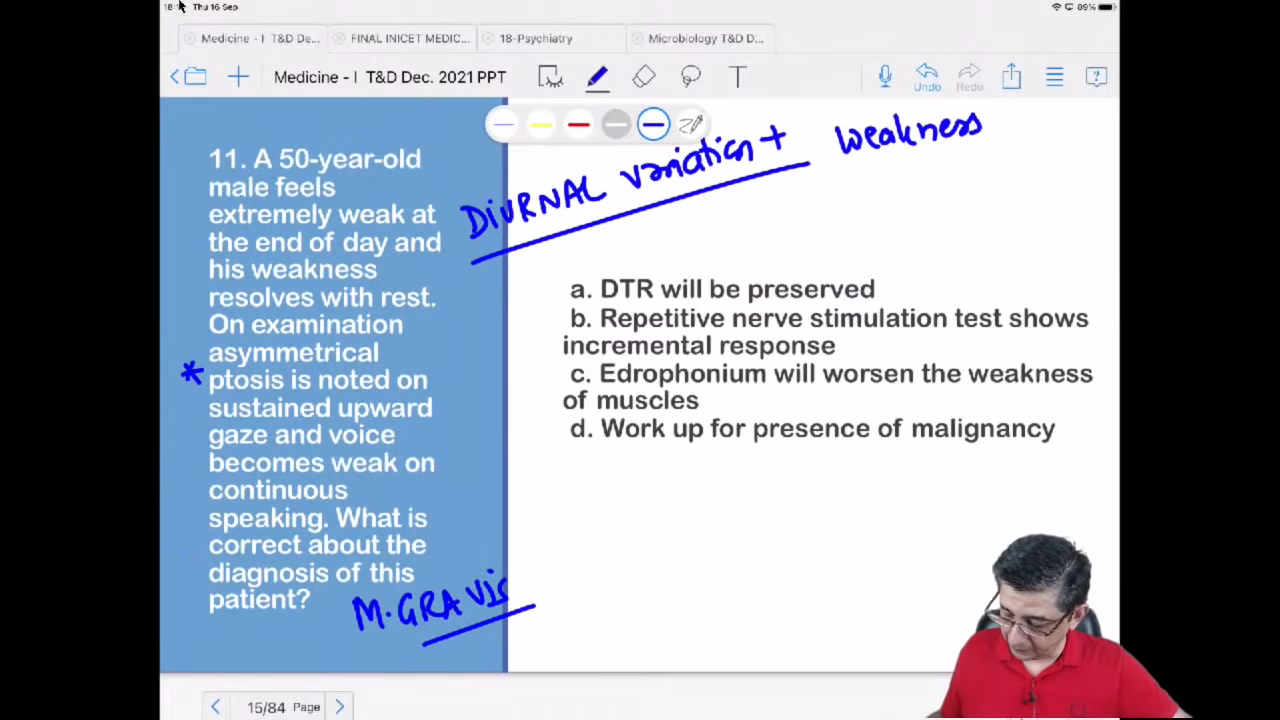 Thu 16 Sep
89%
Medicine - I T&D De...
FINAL INICET MEDIC...
18-Psychiatry
Microbiology T&D D...
Medicine - I T&D Dec. 2021 PPT
T
Undo
Redo
DIURNAL variation + weakness
11. A 50-year-old
male feels
extremely weak at
the end of day and
his weakness
resolves with rest.
On examination
asymmetrical
* ptosis is noted on
sustained upward
gaze and voice
becomes weak on
continuous
speaking. What is
correct about the
diagnosis of this
patient?
M. GRAVIS
a. DTR will be preserved
b. Repetitive nerve stimulation test shows
incremental response
c. Edrophonium will worsen the weakness
of muscles
d. Work up for presence of malignancy
15/84 Page